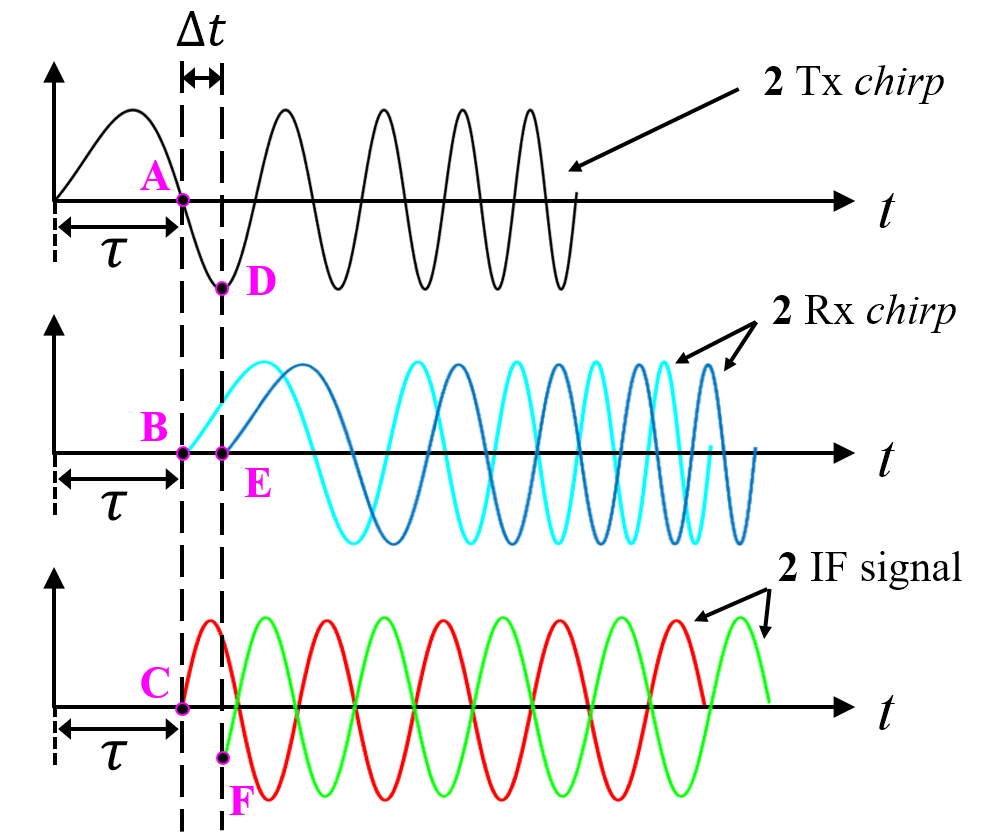 Δt
2 Tx chirp
A
t
τ
D
2 Rx chirp
B
t
E
τ
2 IF signal
C
t
τ
F